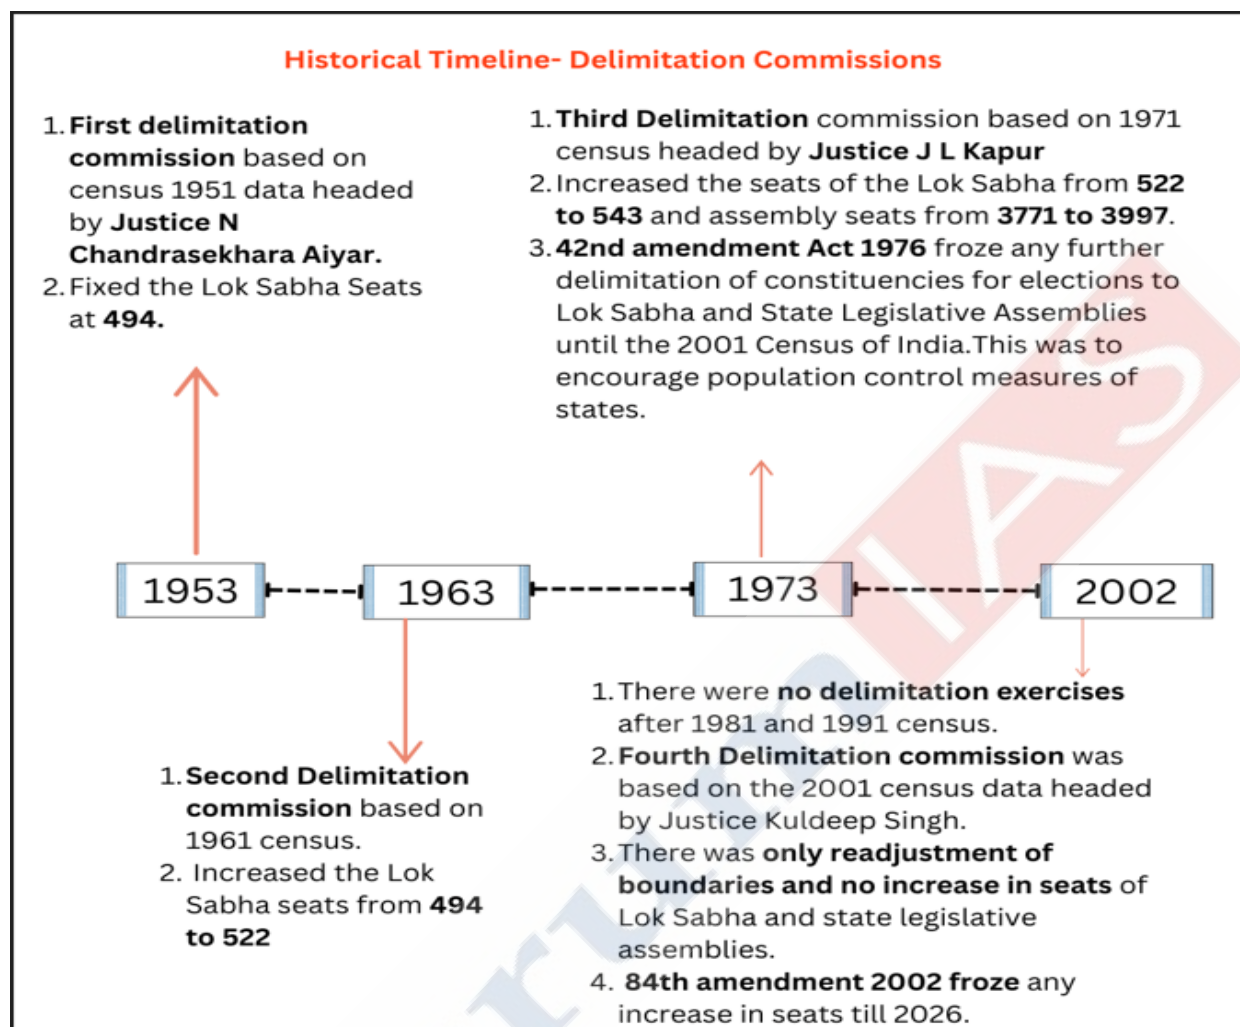 Historical Timeline- Delimitation Commissions
1. First delimitation
commission based on
census 1951 data headed
by Justice N
Chandrasekhara Aiyar.
2. Fixed the Lok Sabha Seats
at 494.
1. Third Delimitation commission based on 1971
census headed by Justice J L Kapur
2. Increased the seats of the Lok Sabha from 522
to 543 and assembly seats from 3771 to 3997.
3. 42nd amendment Act 1976 froze any further
delimitation of constituencies for elections to
Lok Sabha and State Legislative Assemblies
until the 2001 Census of India.This was to
encourage population control measures of
states.
1953
1963
1973
2002
1. Second Delimitation
commission based on
1961 census.
2. Increased the Lok
Sabha seats from 494
to 522
1. There were no delimitation exercises
after 1981 and 1991 census.
2. Fourth Delimitation commission was
based on the 2001 census data headed
by Justice Kuldeep Singh.
3. There was only readjustment of
boundaries and no increase in seats of
Lok Sabha and state legislative
assemblies.
4. 84th amendment 2002 froze any
increase in seats till 2026.
rum IAS